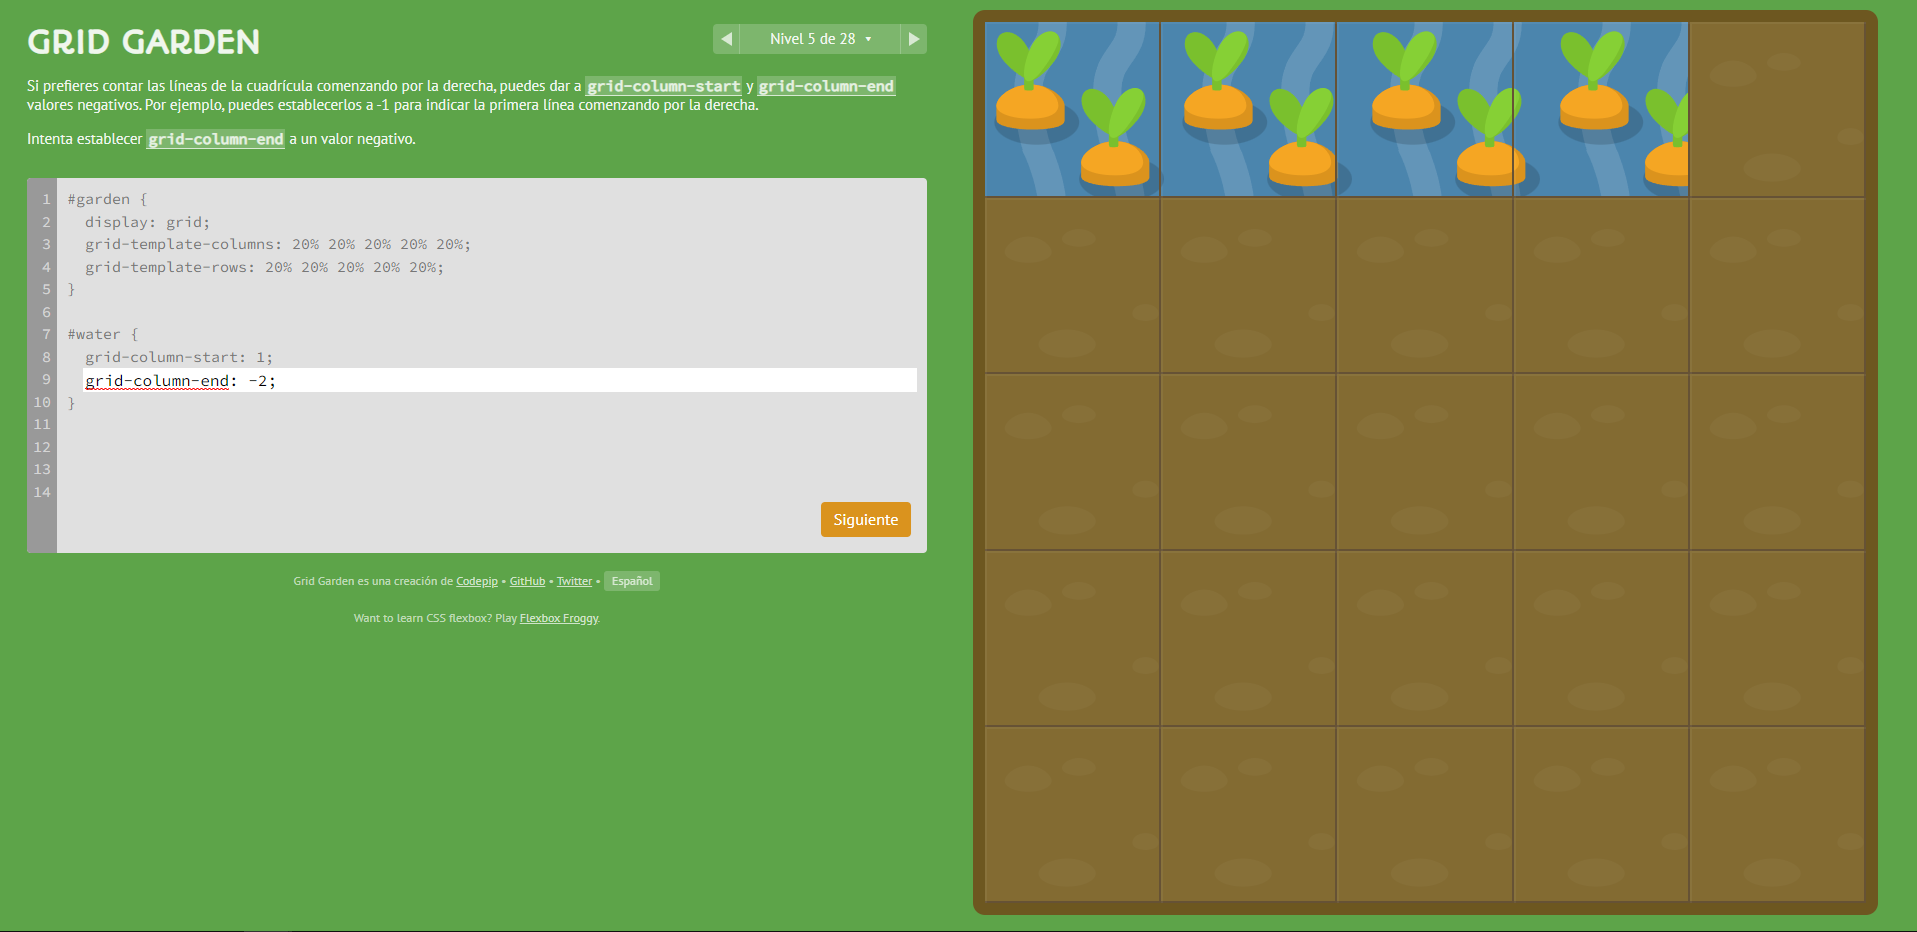 GRID GARDEN
◀ Nivel 5 de 28 ▾ ▶
Si prefieres contar las líneas de la cuadrícula comenzando por la derecha, puedes dar a grid-column-start y grid-column-end
valores negativos. Por ejemplo, puedes establecerlos a -1 para indicar la primera línea comenzando por la derecha.
Intenta establecer grid-column-end a un valor negativo.
1 #garden {
2 display: grid;
3 grid-template-columns: 20% 20% 20% 20% 20%;
4 grid-template-rows: 20% 20% 20% 20% 20%;
5 }
6
7 #water {
8 grid-column-start: 1;
9 grid-column-end: -2;
10 }
11
12
13
14
Siguiente
Grid Garden es una creación de Codepip • GitHub • Twitter • Español
Want to learn CSS flexbox? Play Flexbox Froggy.